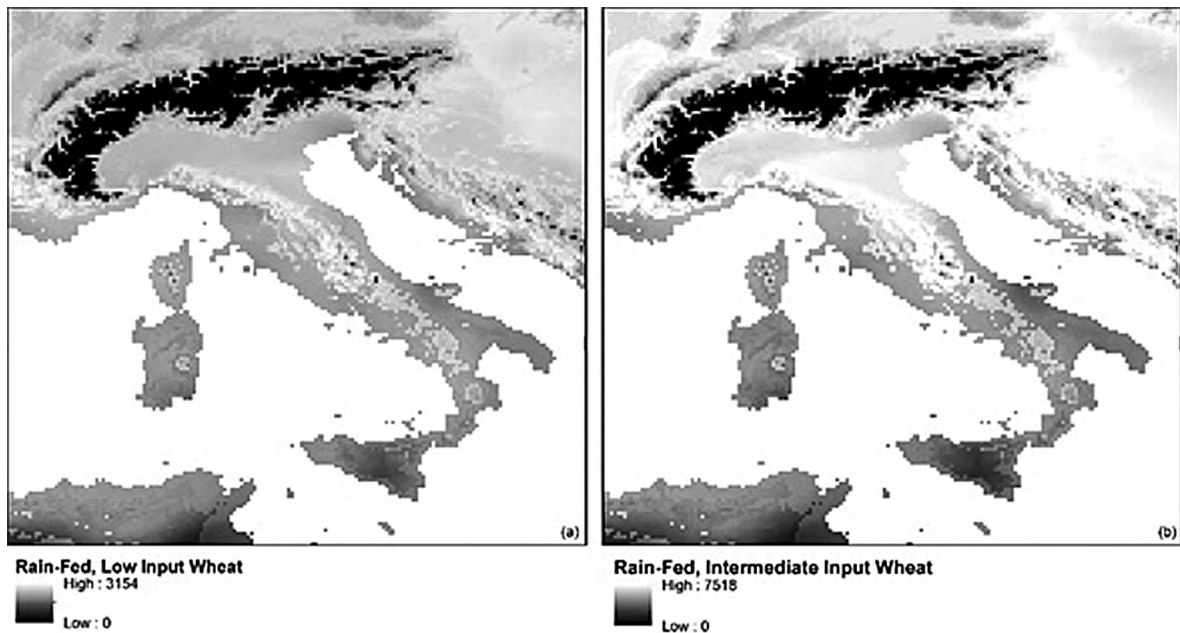 (a)
(b)
Rain-Fed, Low Input Wheat
High : 3154
Low : 0
Rain-Fed, Intermediate Input Wheat
High : 7518
Low : 0